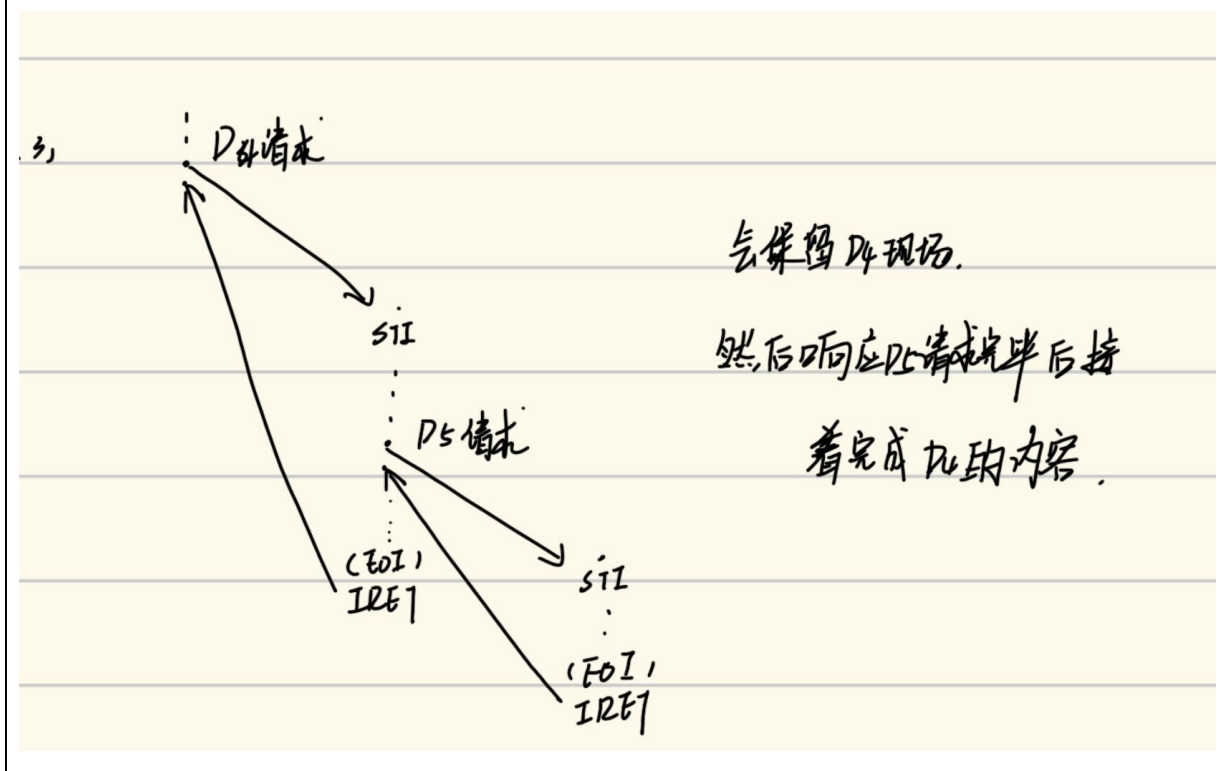 3,
D4请求
会保留D4现场.
STI
然后响应D5请求完毕后接
D5请求
着完成D4的内容.
(EOI)
IRET
STI
(EOI)
IRET